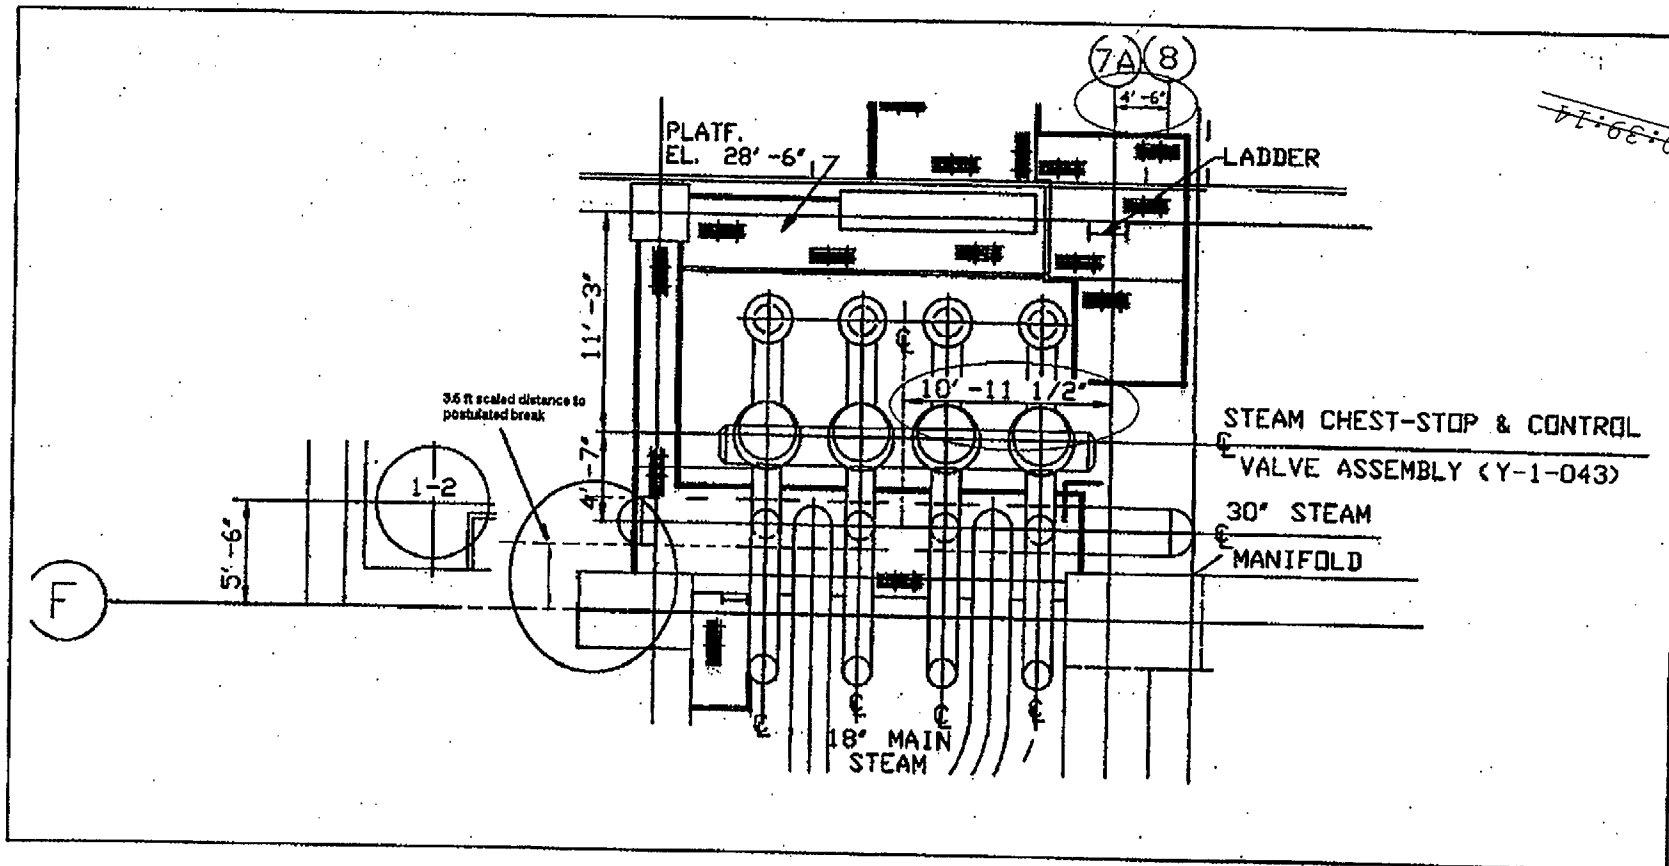 7A 8
4'-6"
PLATF.
EL. 28'-6"
LADDER
11'-3"
10'-11 1/2"
3.6 ft scaled distance to
postulated break
STEAM CHEST-STOP & CONTROL
VALVE ASSEMBLY (Y-1-043)
4'-7"
1-2
30" STEAM
MANIFOLD
5'-6"
F
18" MAIN
STEAM